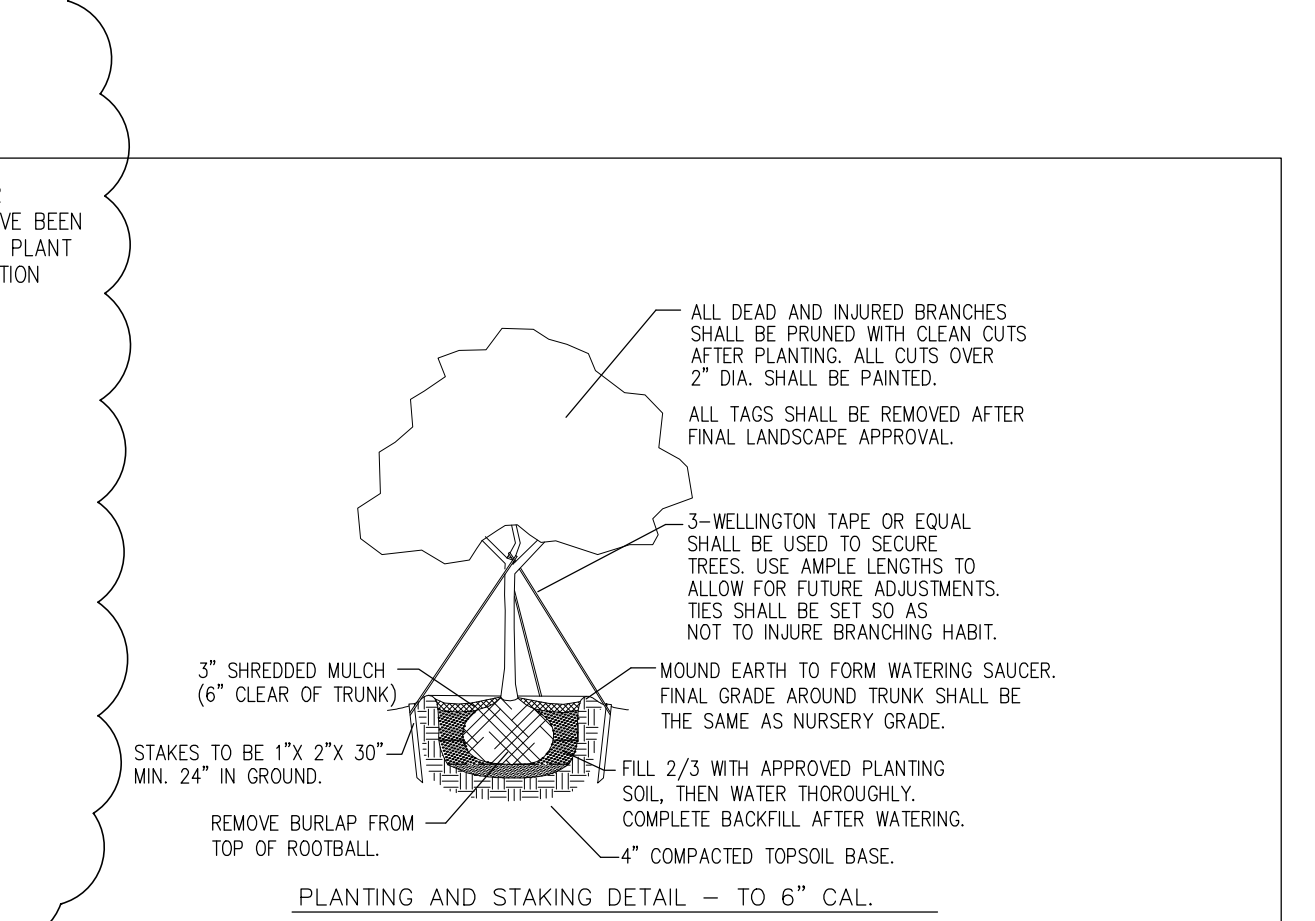 VE BEEN
PLANT
TION
ALL DEAD AND INJURED BRANCHES
SHALL BE PRUNED WITH CLEAN CUTS
AFTER PLANTING. ALL CUTS OVER
2" DIA. SHALL BE PAINTED.
ALL TAGS SHALL BE REMOVED AFTER
FINAL LANDSCAPE APPROVAL.
3-WELLINGTON TAPE OR EQUAL
SHALL BE USED TO SECURE
TREES. USE AMPLE LENGTHS TO
ALLOW FOR FUTURE ADJUSTMENTS.
TIES SHALL BE SET SO AS
NOT TO INJURE BRANCHING HABIT.
3" SHREDDED MULCH
(6" CLEAR OF TRUNK)
MOUND EARTH TO FORM WATERING SAUCER.
FINAL GRADE AROUND TRUNK SHALL BE
THE SAME AS NURSERY GRADE.
STAKES TO BE 1"X 2"X 30"
MIN. 24" IN GROUND.
FILL 2/3 WITH APPROVED PLANTING
SOIL, THEN WATER THOROUGHLY.
COMPLETE BACKFILL AFTER WATERING.
REMOVE BURLAP FROM
TOP OF ROOTBALL.
4" COMPACTED TOPSOIL BASE.
PLANTING AND STAKING DETAIL – TO 6" CAL.